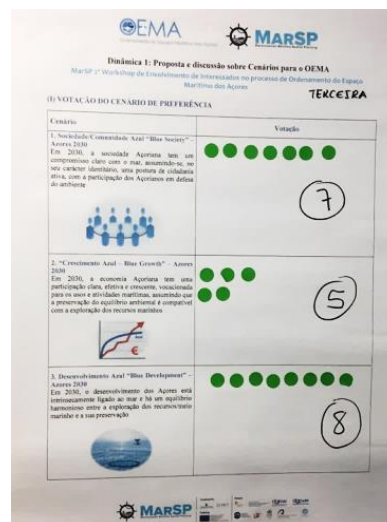 OEMA
MarSP
Dinâmica 1: Proposta e discussão sobre Cenários para o OEMA
MarSP 2º Workshop de Envolvimento de Interessados no processo de Ordenamento do Espaço
Marítimo dos Açores
TERCEIRA
(I) VOTAÇÃO DO CENÁRIO DE PREFERÊNCIA
Cenário
Votação
1. Sociedade/Comunidade Azul "Blue Society" –
Azores 2030
Em 2030, a sociedade Açoriana tem um
compromisso claro com o mar, assumindo-se, no
seu carácter identitário, uma postura de cidadania
ativa, com a participação dos Açorianos em defesa
do ambiente
7
2. "Crescimento Azul – Blue Growth" - Azores
2030
Em 2030, a economia Açoriana tem uma
participação clara, efetiva e crescente, vocacionada
para os usos e atividades marítimas, assumindo que
a preservação do equilíbrio ambiental é compatível
com a exploração dos recursos marinhos
€
5
3. Desenvolvimento Azul "Blue Development" –
Azores 2030
Em 2030, o desenvolvimento dos Açores está
intrinsecamente ligado ao mar e há um equilíbrio
harmonioso entre a exploração dos recursos/meio
marinho e a sua preservação
8
MarSP